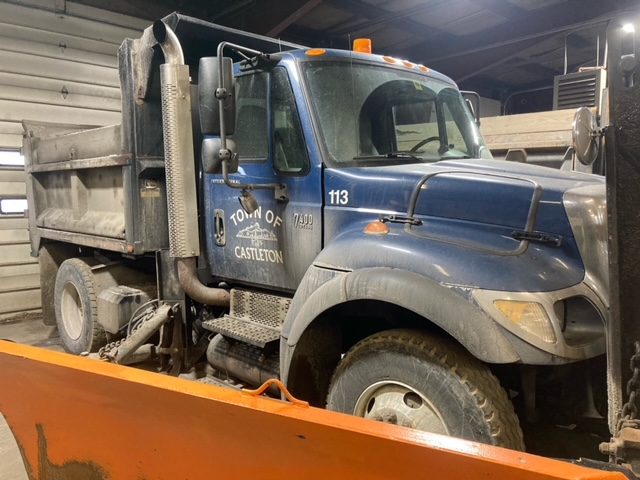 113
7400
TOWN OF
CASTLETON